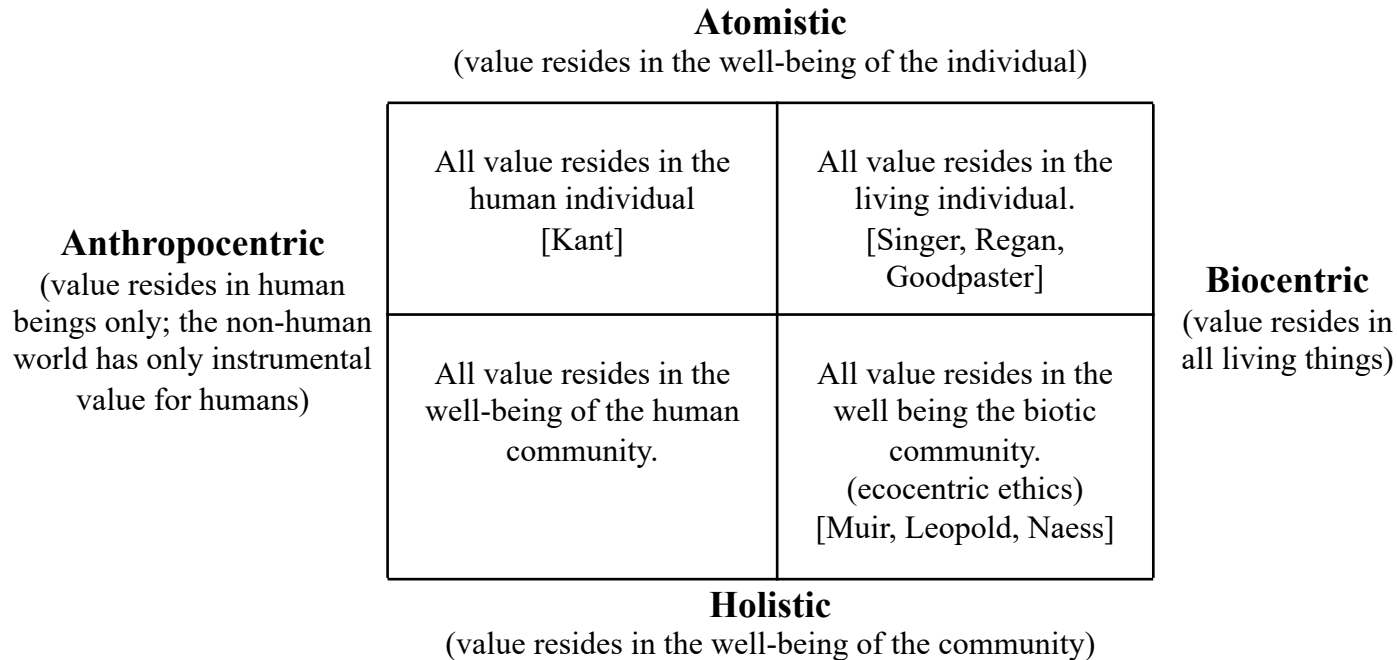 Atomistic
(value resides in the well-being of the individual)
Anthropocentric
(value resides in human
beings only; the non-human
world has only instrumental
value for humans)
All value resides in the
human individual
[Kant]
All value resides in the
living individual.
[Singer, Regan,
Goodpaster]
All value resides in the
well-being of the human
community.
All value resides in the
well being the biotic
community.
(ecocentric ethics)
[Muir, Leopold, Naess]
Biocentric
(value resides in
all living things)
Holistic
(value resides in the well-being of the community)